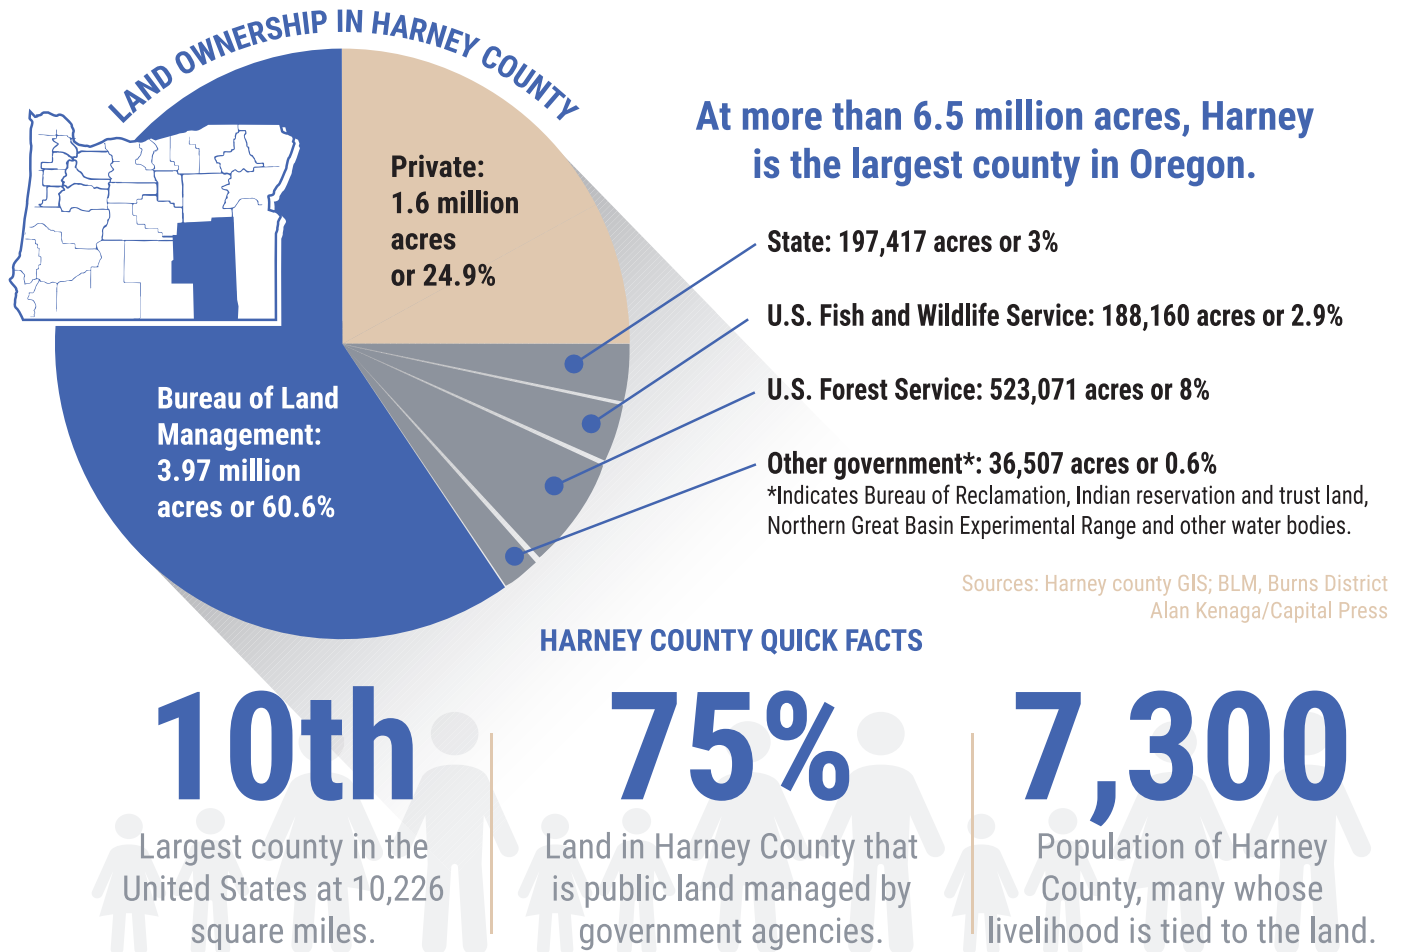 LAND OWNERSHIP IN HARNEY COUNTY
Private:
1.6 million
acres
or 24.9%
Bureau of Land
Management:
3.97 million
acres or 60.6%
At more than 6.5 million acres, Harney
is the largest county in Oregon.
State: 197,417 acres or 3%
U.S. Fish and Wildlife Service: 188,160 acres or 2.9%
U.S. Forest Service: 523,071 acres or 8%
Other government*: 36,507 acres or 0.6%
*Indicates Bureau of Reclamation, Indian reservation and trust land,
Northern Great Basin Experimental Range and other water bodies.
Sources: Harney county GIS; BLM, Burns District
Alan Kenaga/Capital Press
HARNEY COUNTY QUICK FACTS
10th
Largest county in the
United States at 10,226
square miles.
75%
Land in Harney County that
is public land managed by
government agencies.
7,300
Population of Harney
County, many whose
livelihood is tied to the land.